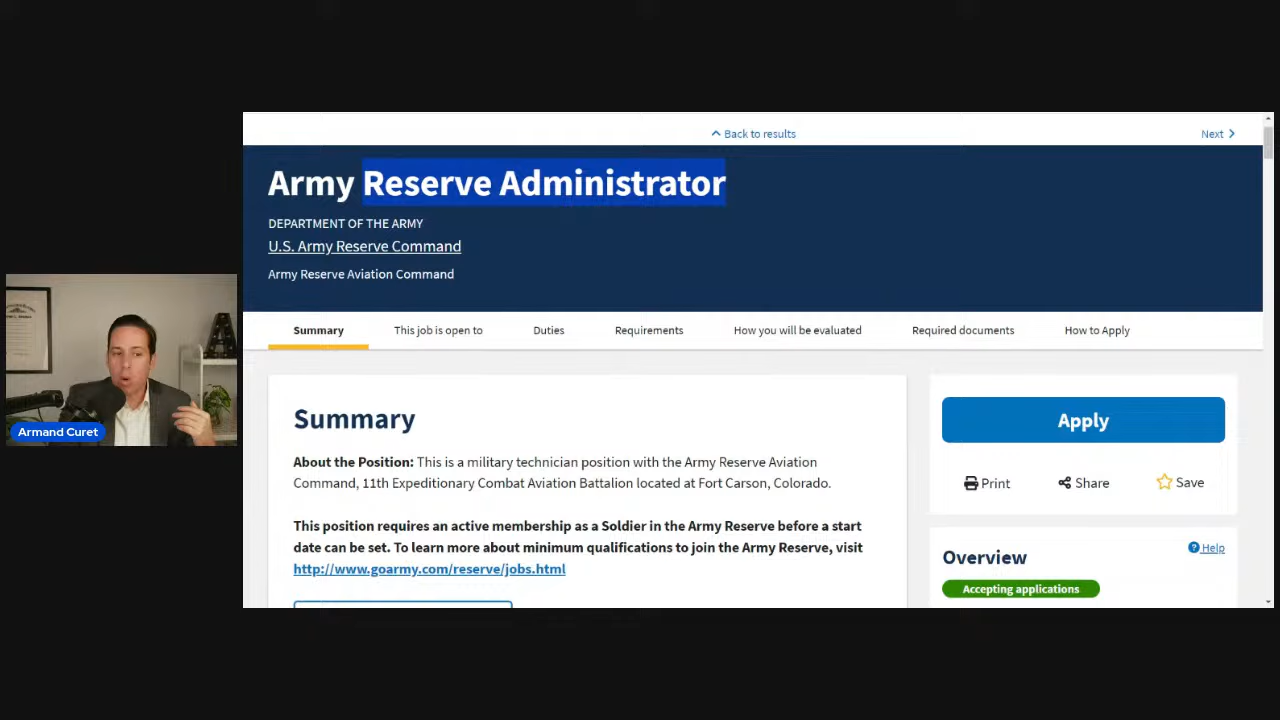 Back to results
Next
Army Reserve Administrator
DEPARTMENT OF THE ARMY
U.S. Army Reserve Command
Army Reserve Aviation Command
Summary This job is open to Duties Requirements How you will be evaluated Required documents How to Apply
Summary
About the Position: This is a military technician position with the Army Reserve Aviation
Command, 11th Expeditionary Combat Aviation Battalion located at Fort Carson, Colorado.
This position requires an active membership as a Soldier in the Army Reserve before a start
date can be set. To learn more about minimum qualifications to join the Army Reserve, visit
http://www.goarmy.com/reserve/jobs.html
Apply
Print Share Save
Overview
Help
Accepting applications
Armand Curet